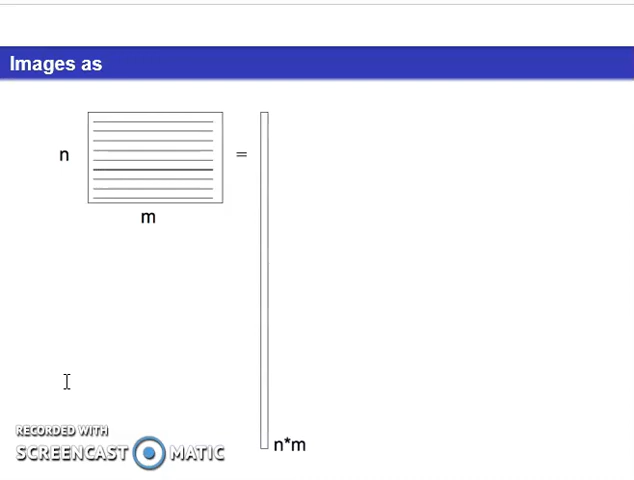 Images as
n
=
m
n*m
RECORDED WITH
SCREENCAST MATIC